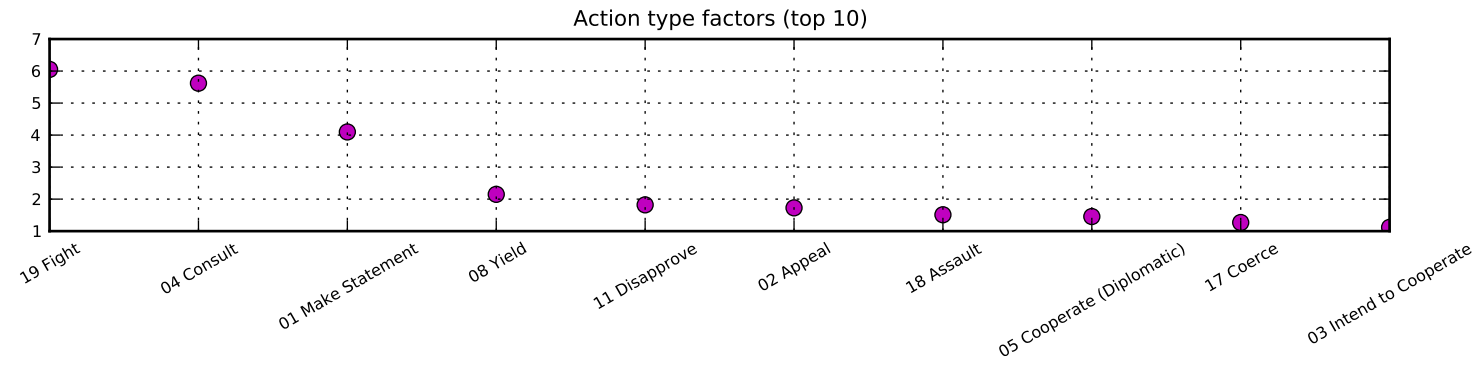 Action type factors (top 10)
7
6
5
4
3
2
1
19 Fight
04 Consult
01 Make Statement
08 Yield
11 Disapprove
02 Appeal
18 Assault
05 Cooperate (Diplomatic)
17 Coerce
03 Intend to Cooperate